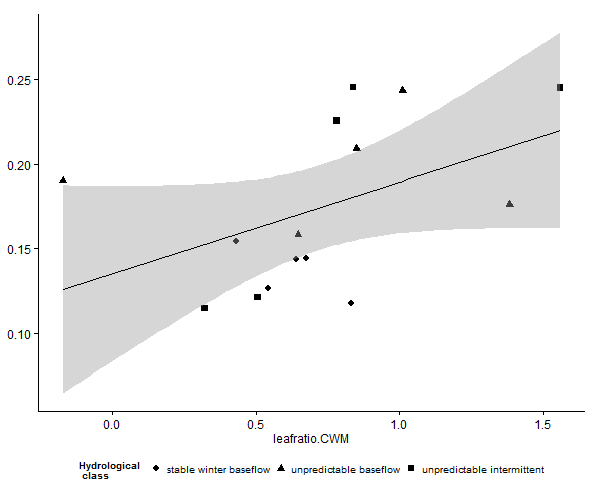 0.25
0.20
0.15
0.10
0.0 0.5 1.0 1.5
leafratio.CWM
Hydrological
class
stable winter baseflow unpredictable baseflow unpredictable intermittent